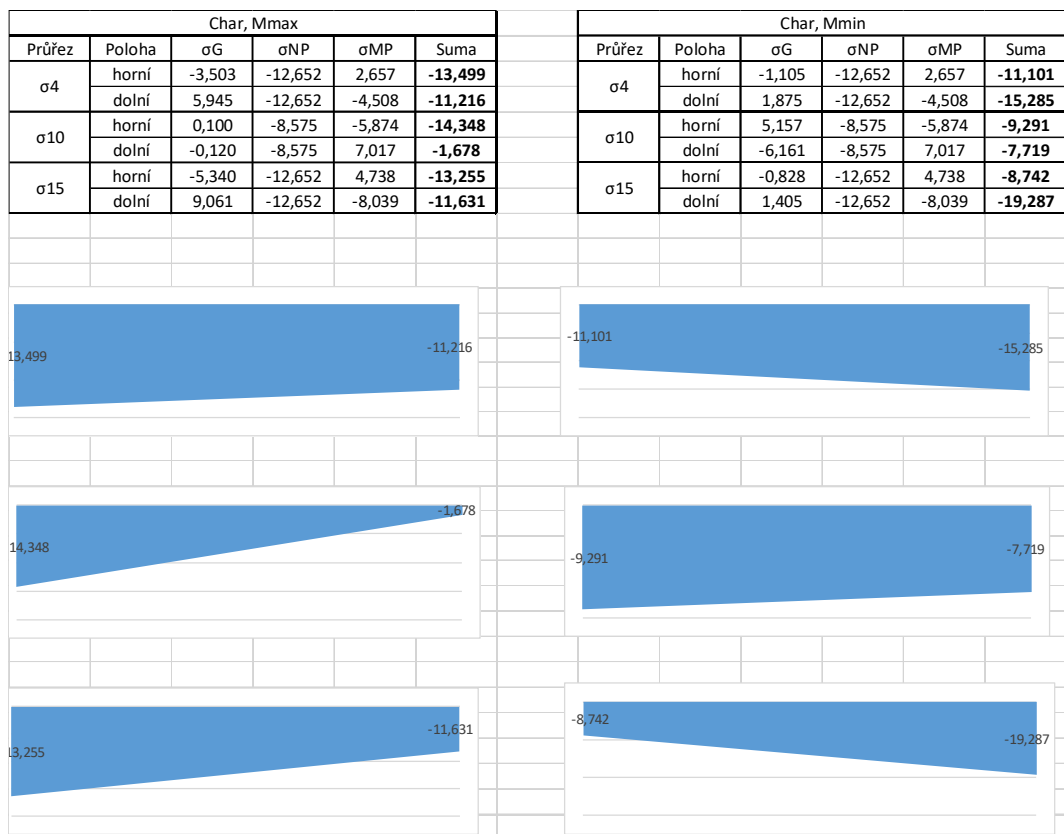 Char, Mmax
Průřez Poloha σG σNP σMP Suma
σ4
horní -3,503 -12,652 2,657 -13,499
dolní 5,945 -12,652 -4,508 -11,216
σ10
horní 0,100 -8,575 -5,874 -14,348
dolní -0,120 -8,575 7,017 -1,678
σ15
horní -5,340 -12,652 4,738 -13,255
dolní 9,061 -12,652 -8,039 -11,631
Char, Mmin
Průřez Poloha σG σNP σMP Suma
σ4
horní -1,105 -12,652 2,657 -11,101
dolní 1,875 -12,652 -4,508 -15,285
σ10
horní 5,157 -8,575 -5,874 -9,291
dolní -6,161 -8,575 7,017 -7,719
σ15
horní -0,828 -12,652 4,738 -8,742
dolní 1,405 -12,652 -8,039 -19,287
13,499
-11,216
-11,101
-15,285
14,348
-1,678
-9,291
-7,719
13,255
-11,631
-8,742
-19,287